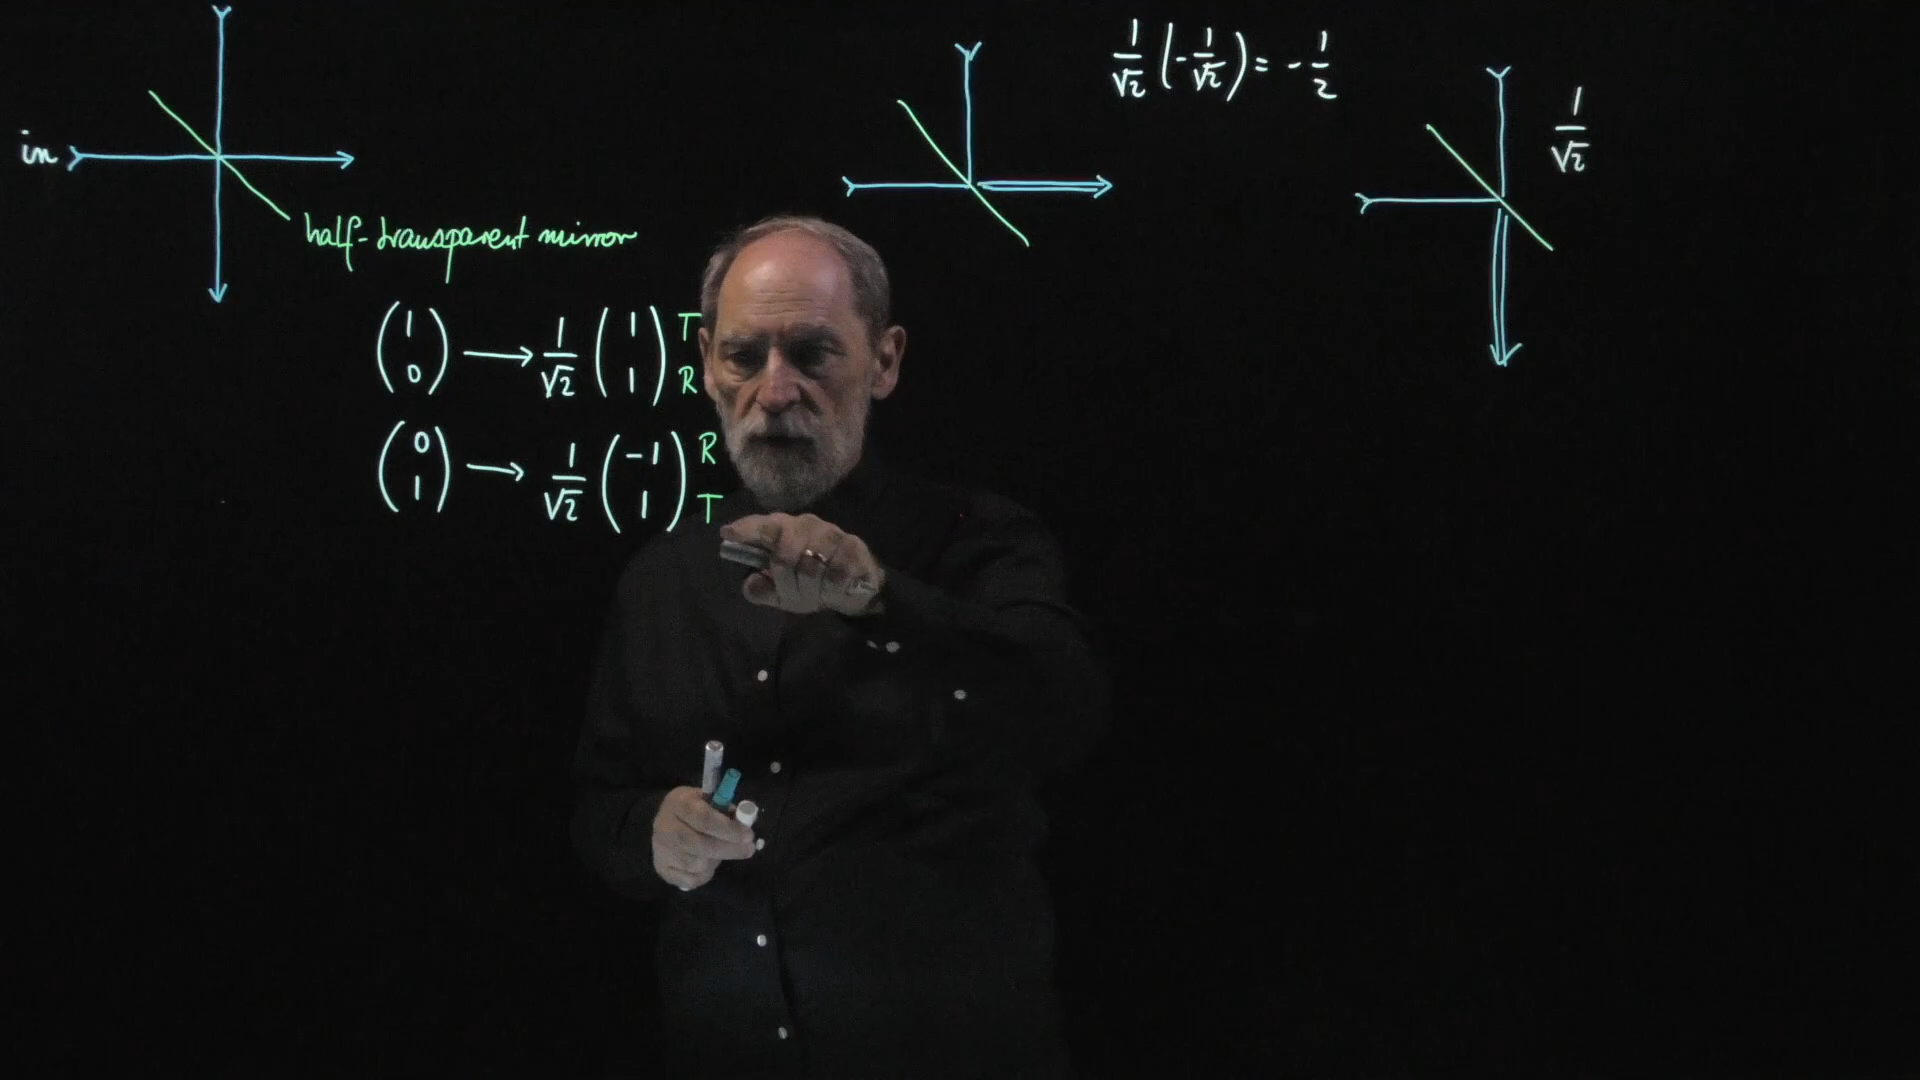 in
half-transparent mirror
(1 0) ⟶ 1/√2 (1 1) T R
(0 1) ⟶ 1/√2 (-1 1) R T
1/√2 (-1/√2) = -1/2
1/√2